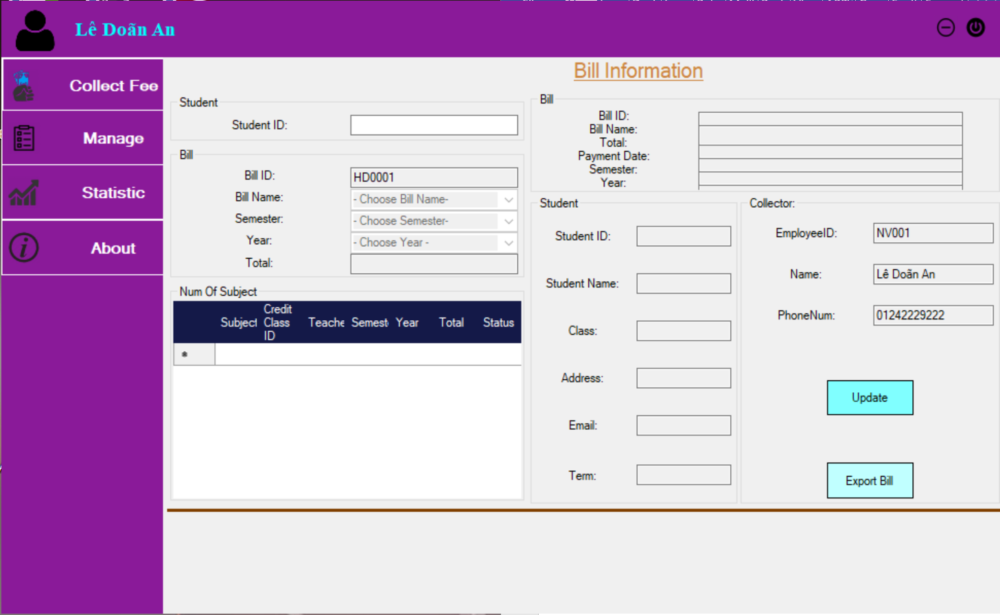 Lê Doãn An
Collect Fee
Manage
Statistic
About
Bill Information
Student
Student ID:
Bill
Bill ID:
HD0001
Bill Name:
- Choose Bill Name-
Semester:
- Choose Semester-
Year:
- Choose Year -
Total:
Num Of Subject
Subject
Credit
Class
ID
Teache
Semest
Year
Total
Status
Bill
Bill ID:
Bill Name:
Total:
Payment Date:
Semester:
Year:
Student
Student ID:
Student Name:
Class:
Address:
Email:
Term:
Collector:
EmployeeID:
NV001
Name:
Lê Doãn An
PhoneNum:
01242229222
Update
Export Bill